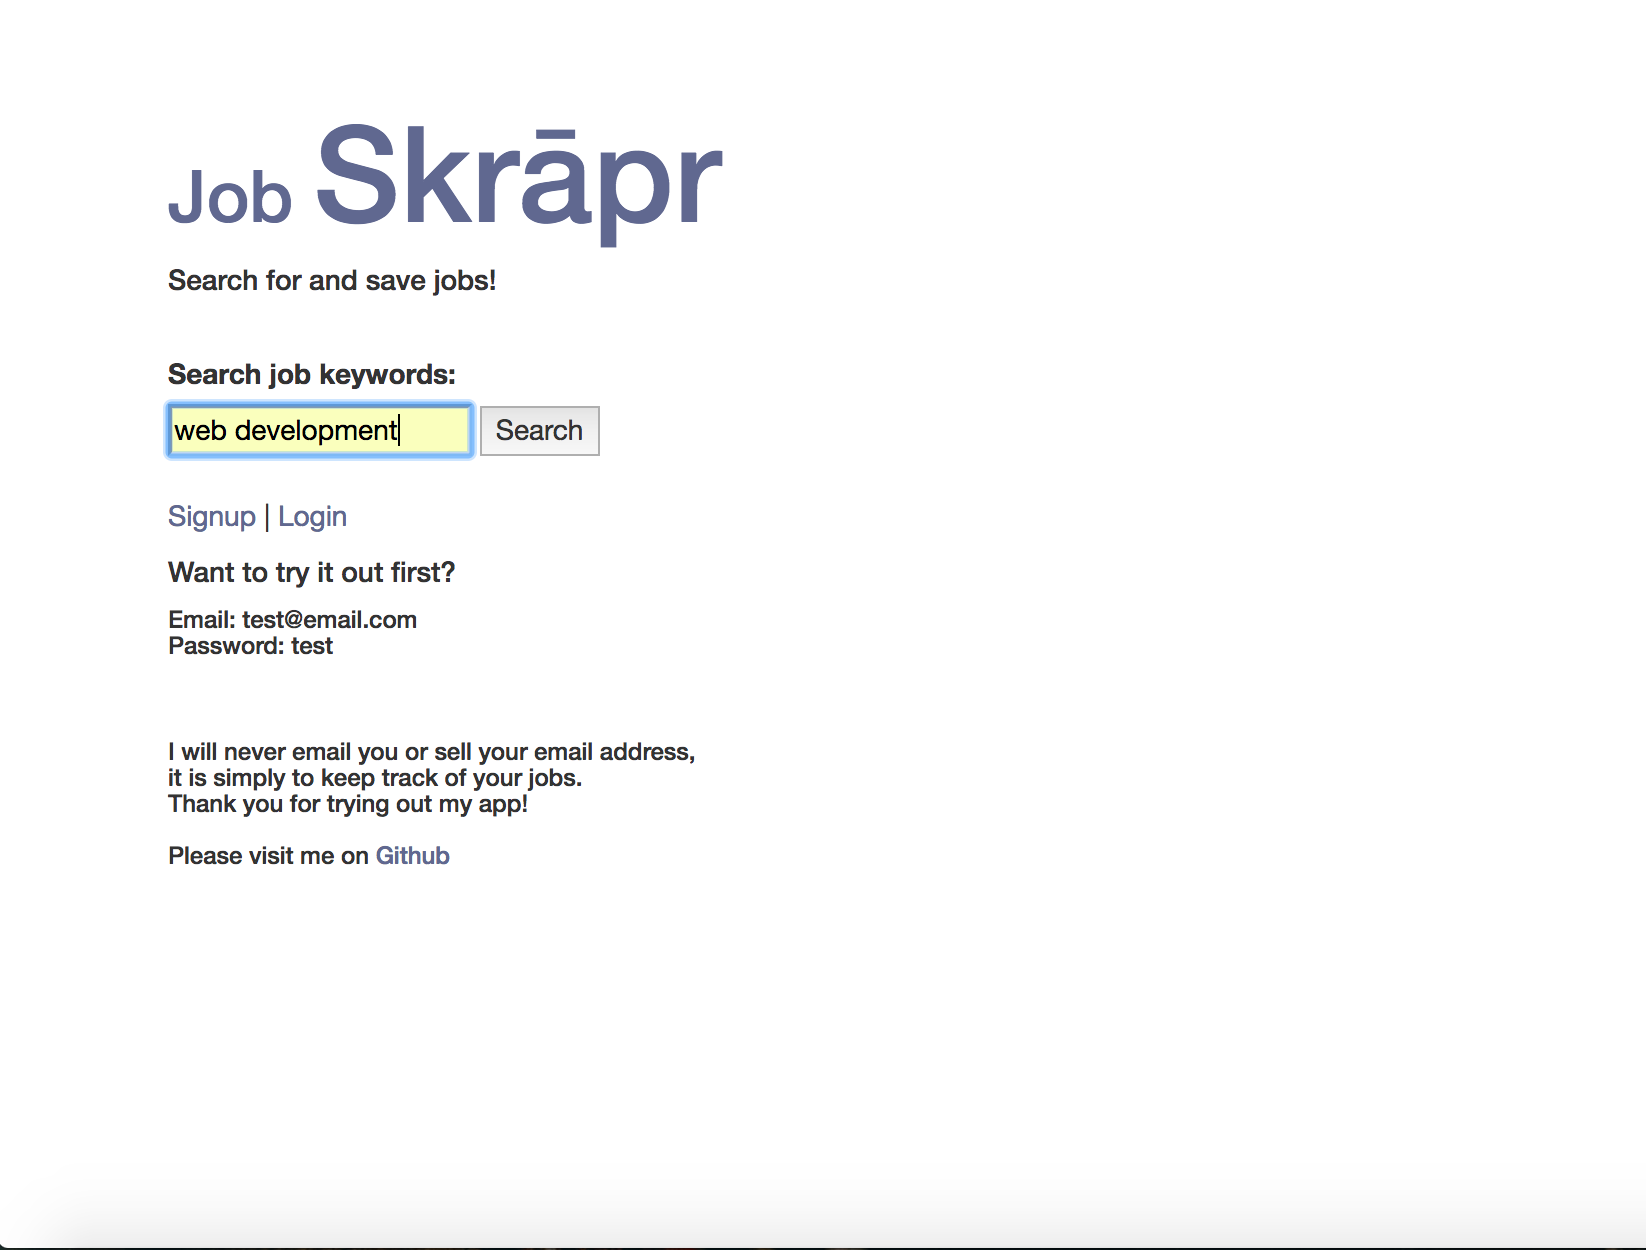 Job Skrāpr
Search for and save jobs!
Search job keywords:
web development Search
Signup | Login
Want to try it out first?
Email: test@email.com
Password: test
I will never email you or sell your email address,
it is simply to keep track of your jobs.
Thank you for trying out my app!
Please visit me on Github